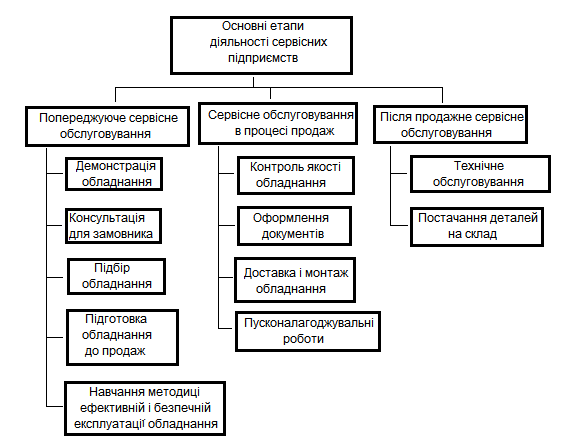 Основні етапи
діяльності сервісних
підприємств
Попереджуюче сервісне
обслуговування
Демонстрація
обладнання
Консультація
для замовника
Підбір
обладнання
Підготовка
обладнання
до продаж
Навчання методиці
ефективній і безпечній
експлуатації обладнання
Сервісне обслуговування
в процесі продаж
Контроль якості
обладнання
Оформлення
документів
Доставка і монтаж
обладнання
Пусконалагоджувальні
роботи
Після продажне сервісне
обслуговування
Технічне
обслуговування
Постачання деталей
на склад